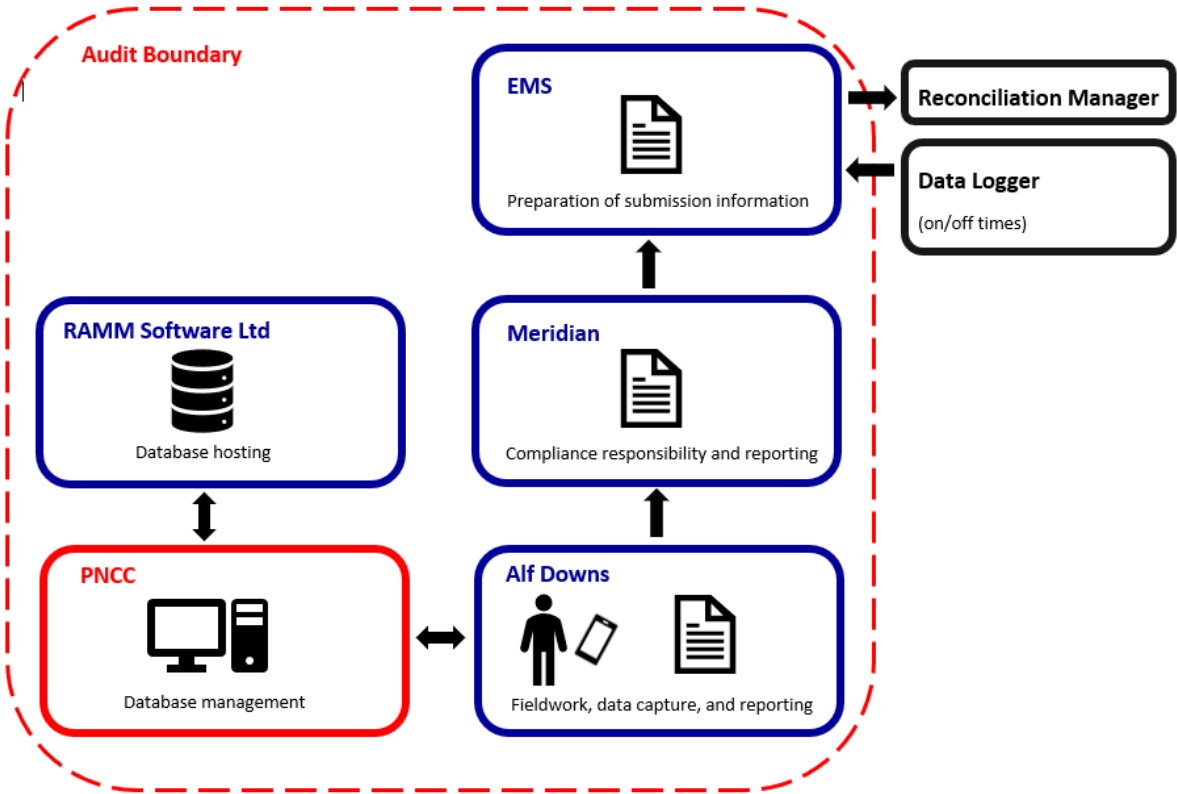 Audit Boundary
EMS
Preparation of submission information
Reconciliation Manager
Data Logger
(on/off times)
RAMM Software Ltd
Database hosting
Meridian
Compliance responsibility and reporting
PNCC
Database management
Alf Downs
Fieldwork, data capture, and reporting